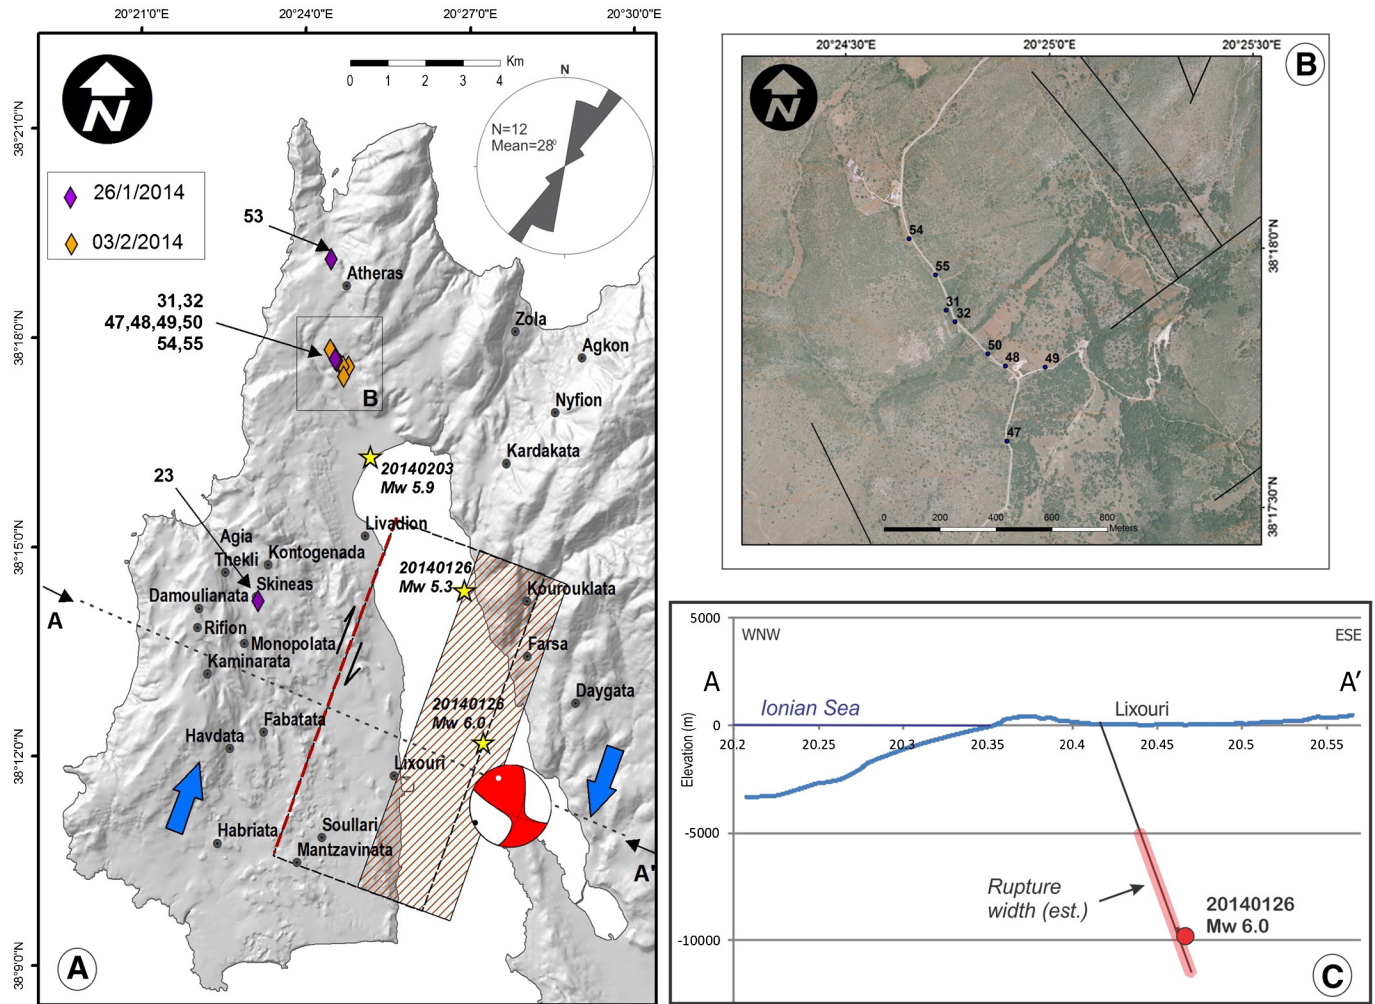 20°21'0"E
20°24'0"E
20°27'0"E
20°30'0"E
38°21'0"N
38°18'0"N
38°15'0"N
38°12'0"N
38°9'0"N
N
0 1 2 3 4 Km
N
N=12
Mean=28°
26/1/2014
03/2/2014
53
Atheras
31,32
47,48,49,50
54,55
B
Zola
Agkon
Nyfion
Kardakata
20140203
Mw 5.9
23
Livadion
Agia
Thekli
Kontogenada
Skineas
20140126
Mw 5.3
Kourouklata
Damoulianata
Rifion
Monopolata
Kaminarata
Farsa
A
Daygata
20140126
Mw 6.0
Fabatata
Havdata
Lixouri
Habriata
Soullari
Mantzavinata
A'
A
20°24'30"E
20°25'0"E
20°25'30"E
B
N
54
55
31
32
50
48
49
47
0 200 400 600 800
Meters
38°18'0"N
38°17'30"N
5000
0
-5000
-10000
Elevation (m)
WNW
ESE
A
A'
Ionian Sea
Lixouri
20.2 20.25 20.3 20.35 20.4 20.45 20.5 20.55
Rupture
width (est.)
20140126
Mw 6.0
C